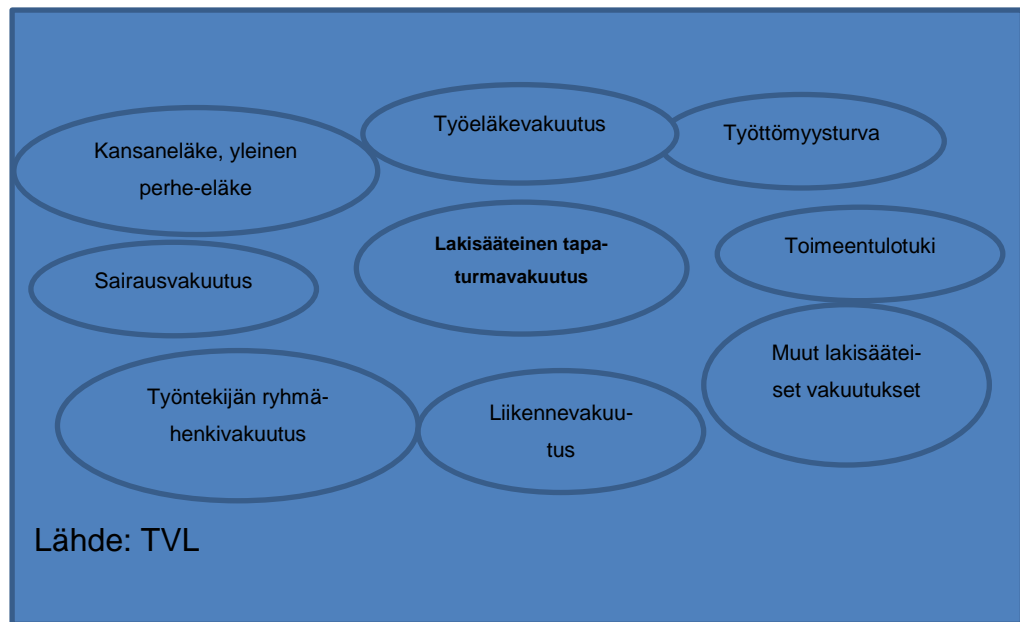 Kansaneläke, yleinen
perhe-eläke
Työeläkevakuutus
Työttömyysturva
Sairausvakuutus
Lakisääteinen tapa-
turmavakuutus
Toimeentulotuki
Työntekijän ryhmä-
henkivakuutus
Liikennevakuu-
tus
Muut lakisäätei-
set vakuutukset
Lähde: TVL